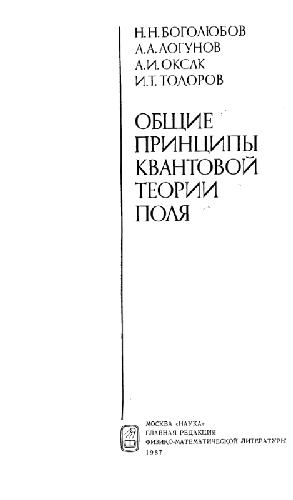 Н.Н. БОГОЛЮБОВ
А.А. ЛОГУНОВ
А.И. ОКСАК
И.Т. ТОДОРОВ
ОБЩИЕ
ПРИНЦИПЫ
КВАНТОВОЙ
ТЕОРИИ
ПОЛЯ
МОСКВА «НАУКА»
ГЛАВНАЯ РЕДАКЦИЯ
ФИЗИКО-МАТЕМАТИЧЕСКОЙ ЛИТЕРАТУРЫ
1987